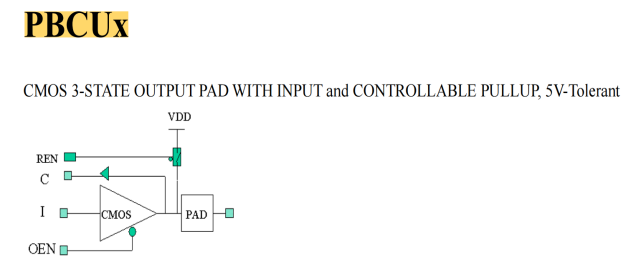 PBCUx
CMOS 3-STATE OUTPUT PAD WITH INPUT and CONTROLLABLE PULLUP, 5V-Tolerant
VDD
REN
C
I
CMOS
PAD
OEN